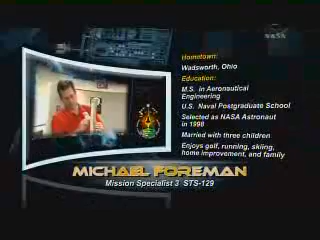 NASA
Hometown:
Wadsworth, Ohio
Education:
M.S. in Aeronautical
Engineering
U.S. Naval Postgraduate School
Selected as NASA Astronaut
in 1998
Married with three children
Enjoys golf, running, skiing,
home improvement, and family
MICHAEL FOREMAN
Mission Specialist 3 STS-129